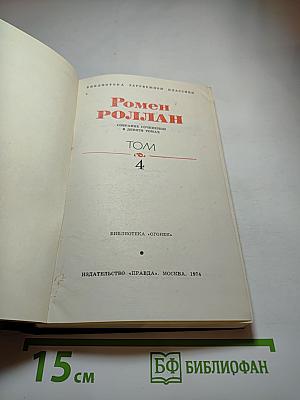 БИБЛИОТЕКА ЗАРУБЕЖНОЙ КЛАССИКИ
Ромен
РОЛЛАН
СОБРАНИЕ СОЧИНЕНИЙ
В ДЕВЯТИ ТОМАХ
ТОМ
4
БИБЛИОТЕКА «ОГОНЕК»
ИЗДАТЕЛЬСТВО «ПРАВДА». МОСКВА. 1974
15 см
БФ БИБЛИОФАН